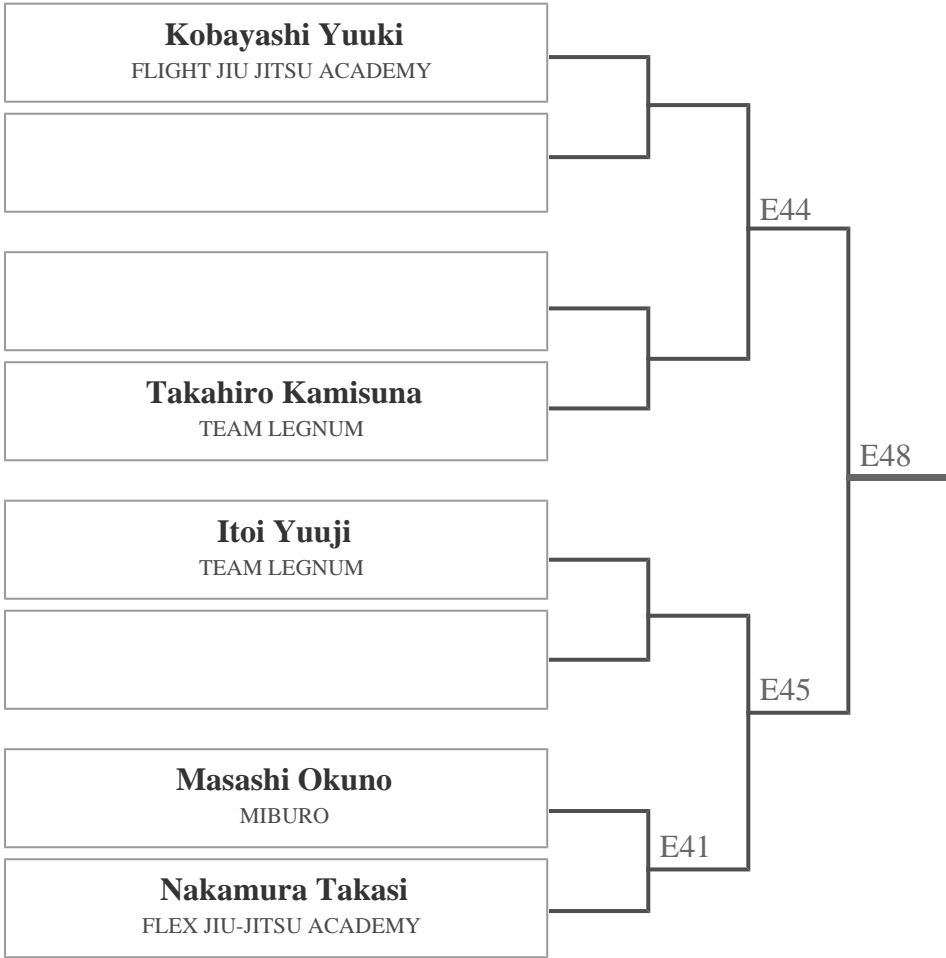 Kobayashi Yuuki
FLIGHT JIU JITSU ACADEMY
E44
Takahiro Kamisuna
TEAM LEGNUM
E48
Itoi Yuuji
TEAM LEGNUM
E45
Masashi Okuno
MIBURO
E41
Nakamura Takasi
FLEX JIU-JITSU ACADEMY